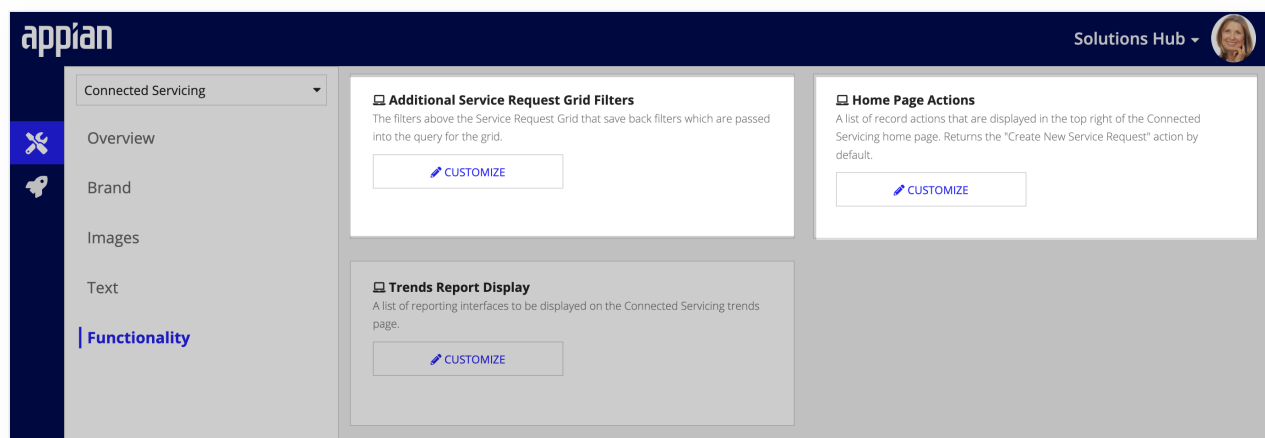 appian
Solutions Hub
Connected Servicing
Overview
Brand
Images
Text
Functionality
Additional Service Request Grid Filters
The filters above the Service Request Grid that save back filters which are passed
into the query for the grid.
CUSTOMIZE
Home Page Actions
A list of record actions that are displayed in the top right of the Connected
Servicing home page. Returns the "Create New Service Request" action by
default.
CUSTOMIZE
Trends Report Display
A list of reporting interfaces to be displayed on the Connected Servicing trends
page.
CUSTOMIZE